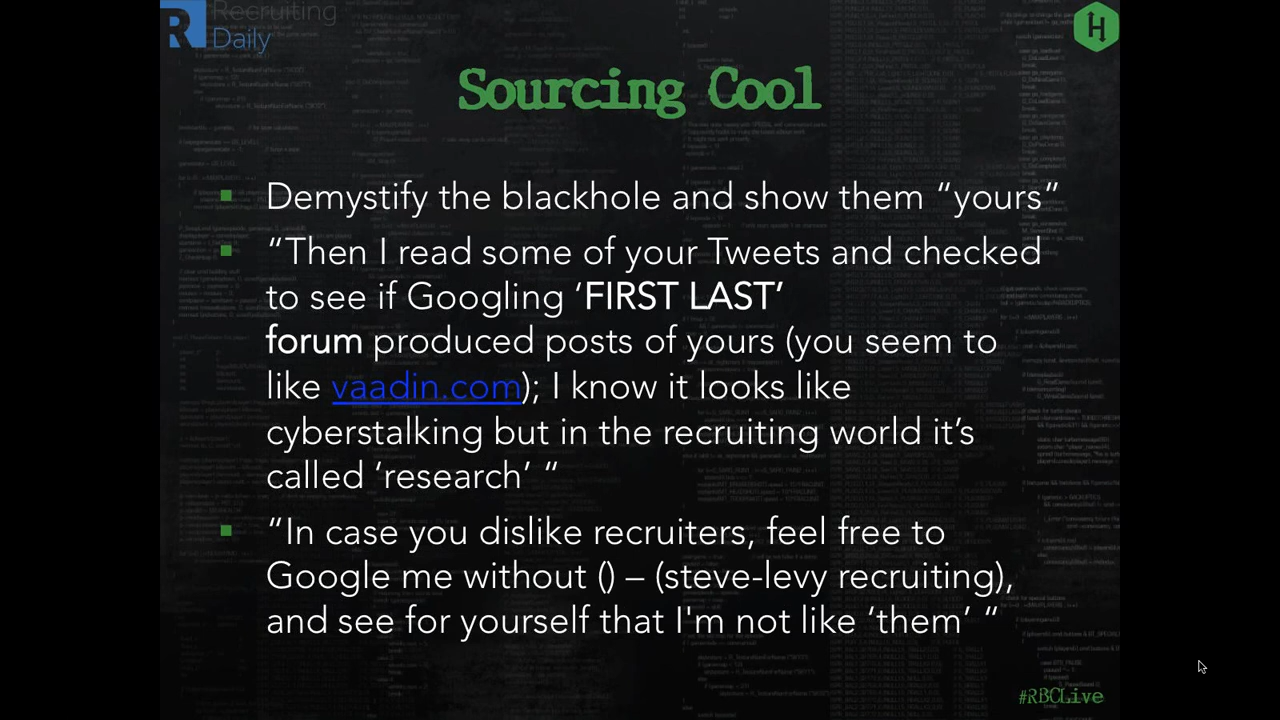 Recruiting
Daily
Sourcing Cool
Demystify the blackhole and show them “yours”
“Then I read some of your Tweets and checked
to see if Googling ‘FIRST LAST’
forum produced posts of yours (you seem to
like vaadin.com); I know it looks like
cyberstalking but in the recruiting world it’s
called ‘research’ “
“In case you dislike recruiters, feel free to
Google me without () – (steve-levy recruiting),
and see for yourself that I'm not like ‘them’ “
#RBCLive